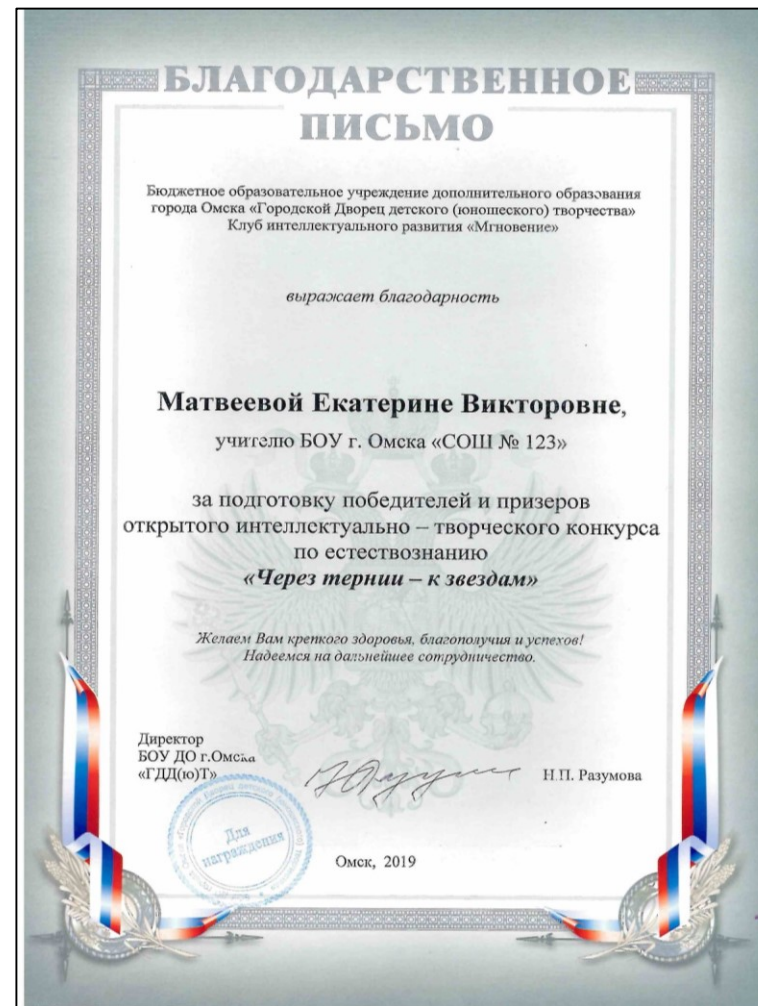 БЛАГОДАРСТВЕННОЕ
ПИСЬМО
Бюджетное образовательное учреждение дополнительного образования
города Омска «Городской Дворец детского (юношеского) творчества»
Клуб интеллектуального развития «Мгновение»
выражает благодарность
Матвеевой Екатерине Викторовне,
учителю БОУ г. Омска «СОШ № 123»
за подготовку победителей и призеров
открытого интеллектуально – творческого конкурса
по естествознанию
«Через тернии – к звездам»
Желаем Вам крепкого здоровья, благополучия и успехов!
Надеемся на дальнейшее сотрудничество.
Директор
БОУ ДО г.Омска
«ГДД(ю)Т»
Н.П. Разумова
Для
награждения
Омск, 2019